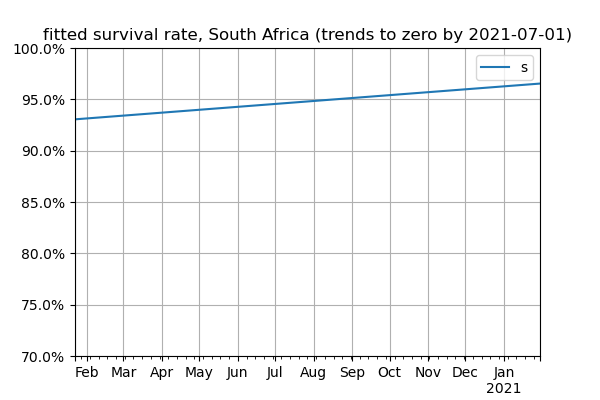 fitted survival rate, South Africa (trends to zero by 2021-07-01)
100.0%
s
95.0%
90.0%
85.0%
80.0%
75.0%
70.0%
Feb Mar Apr May Jun Jul Aug Sep Oct Nov Dec Jan
2021